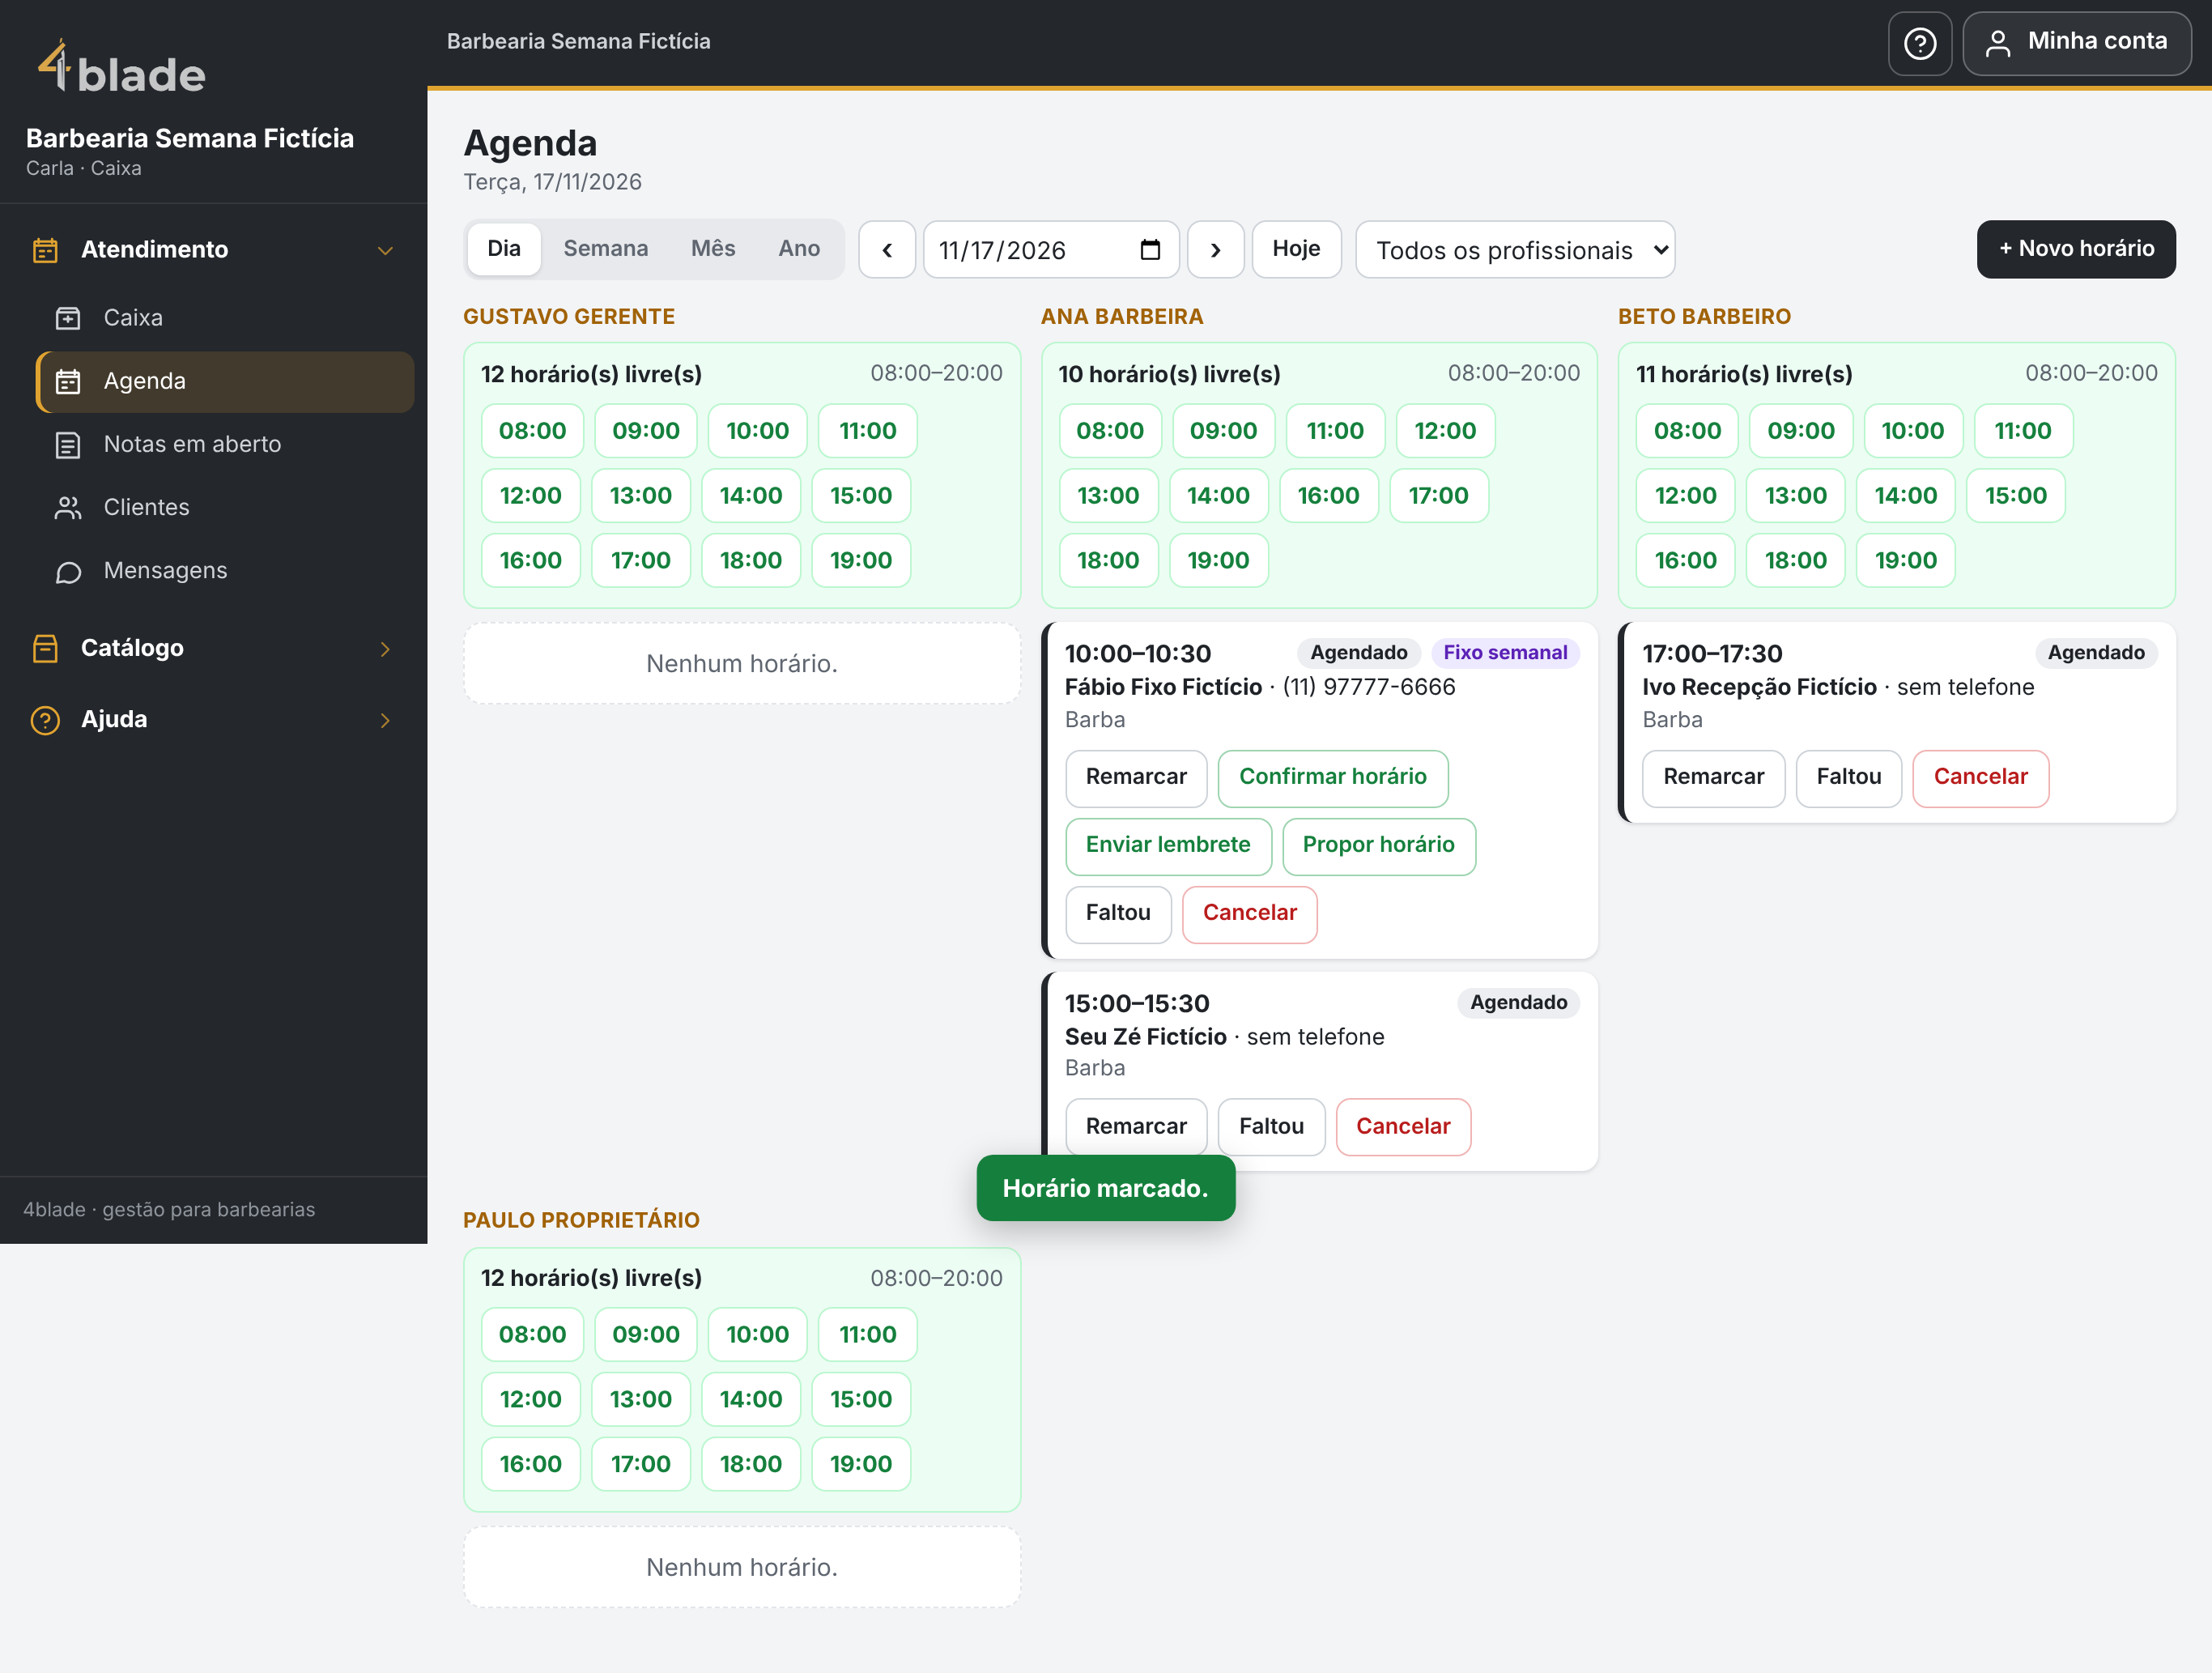 4blade
Barbearia Semana Fictícia
Carla · Caixa
Atendimento
Caixa
Agenda
Notas em aberto
Clientes
Mensagens
Catálogo
Ajuda
4blade · gestão para barbearias
Barbearia Semana Fictícia
Minha conta
Agenda
Terça, 17/11/2026
Dia Semana Mês Ano ‹ 11/17/2026 › Hoje Todos os profissionais + Novo horário
GUSTAVO GERENTE
12 horário(s) livre(s) 08:00–20:00
08:00 09:00 10:00 11:00
12:00 13:00 14:00 15:00
16:00 17:00 18:00 19:00
Nenhum horário.
ANA BARBEIRA
10 horário(s) livre(s) 08:00–20:00
08:00 09:00 11:00 12:00
13:00 14:00 16:00 17:00
18:00 19:00
10:00–10:30 Agendado Fixo semanal
Fábio Fixo Fictício · (11) 97777-6666
Barba
Remarcar Confirmar horário
Enviar lembrete Propor horário
Faltou Cancelar
15:00–15:30 Agendado
Seu Zé Fictício · sem telefone
Barba
Remarcar Faltou Cancelar
BETO BARBEIRO
11 horário(s) livre(s) 08:00–20:00
08:00 09:00 10:00 11:00
12:00 13:00 14:00 15:00
16:00 18:00 19:00
17:00–17:30 Agendado
Ivo Recepção Fictício · sem telefone
Barba
Remarcar Faltou Cancelar
Horário marcado.
PAULO PROPRIETÁRIO
12 horário(s) livre(s) 08:00–20:00
08:00 09:00 10:00 11:00
12:00 13:00 14:00 15:00
16:00 17:00 18:00 19:00
Nenhum horário.